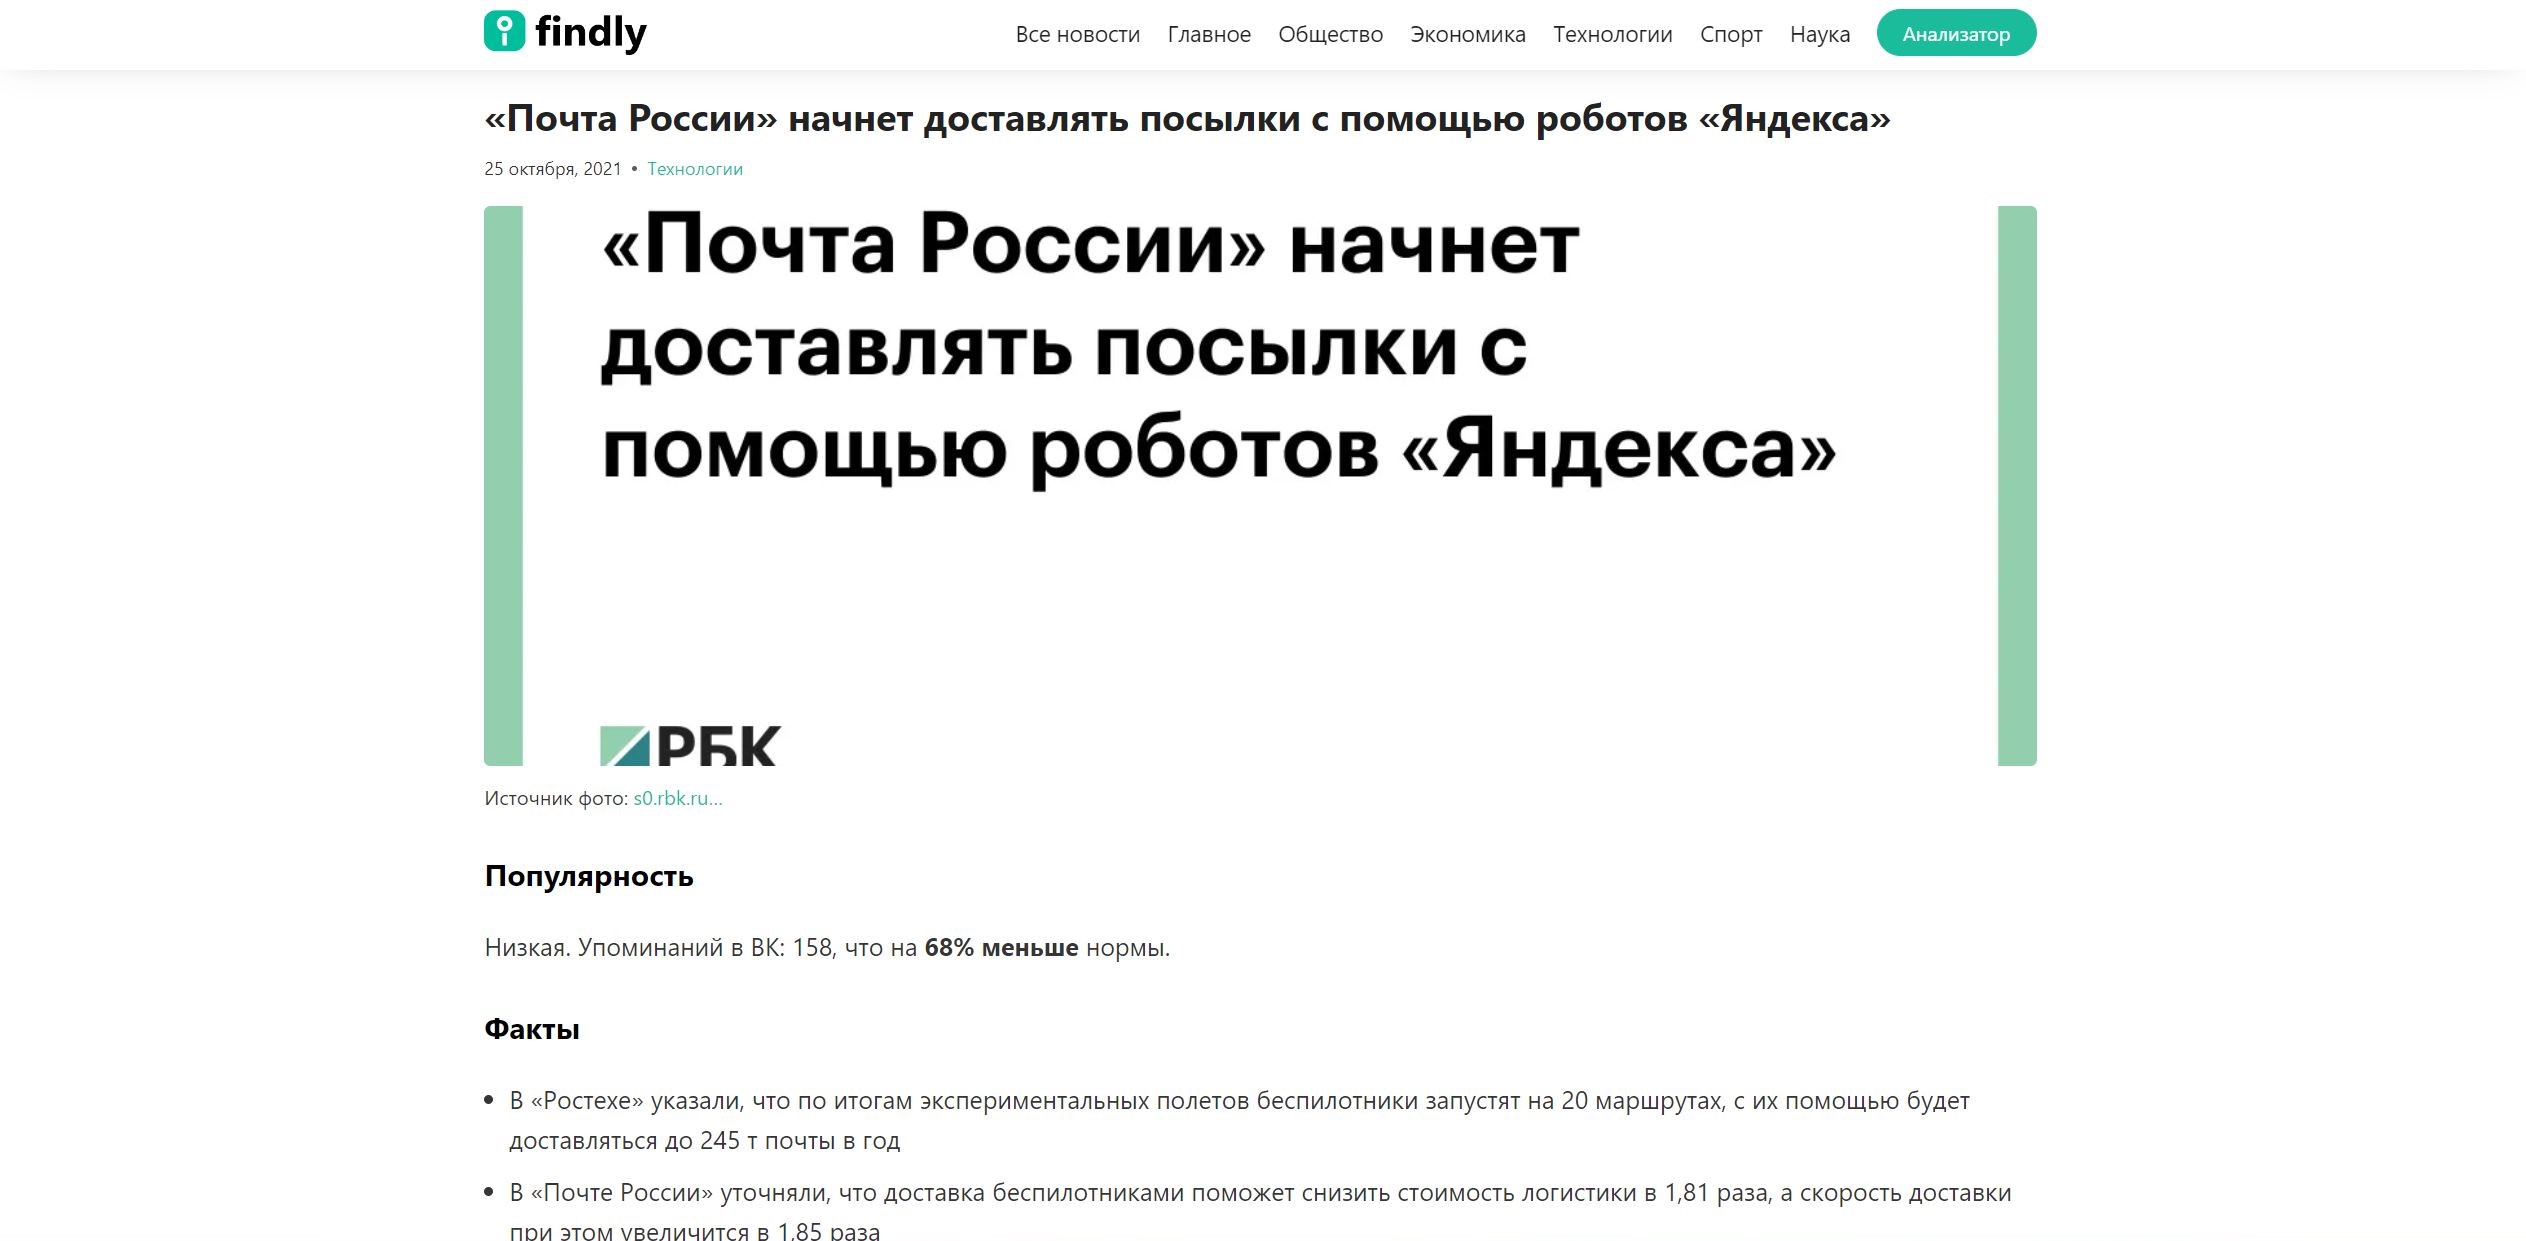 findly
Все новости Главное Общество Экономика Технологии Спорт Наука Анализатор
«Почта России» начнет доставлять посылки с помощью роботов «Яндекса»
25 октября, 2021 • Технологии
«Почта России» начнет
доставлять посылки с
помощью роботов «Яндекса»
РБК
Источник фото: s0.rbk.ru...
Популярность
Низкая. Упоминаний в ВК: 158, что на 68% меньше нормы.
Факты
• В «Ростехе» указали, что по итогам экспериментальных полетов беспилотники запустят на 20 маршрутах, с их помощью будет
доставляться до 245 т почты в год
• В «Почте России» уточняли, что доставка беспилотниками поможет снизить стоимость логистики в 1,81 раза, а скорость доставки
при этом увеличится в 1,85 раза